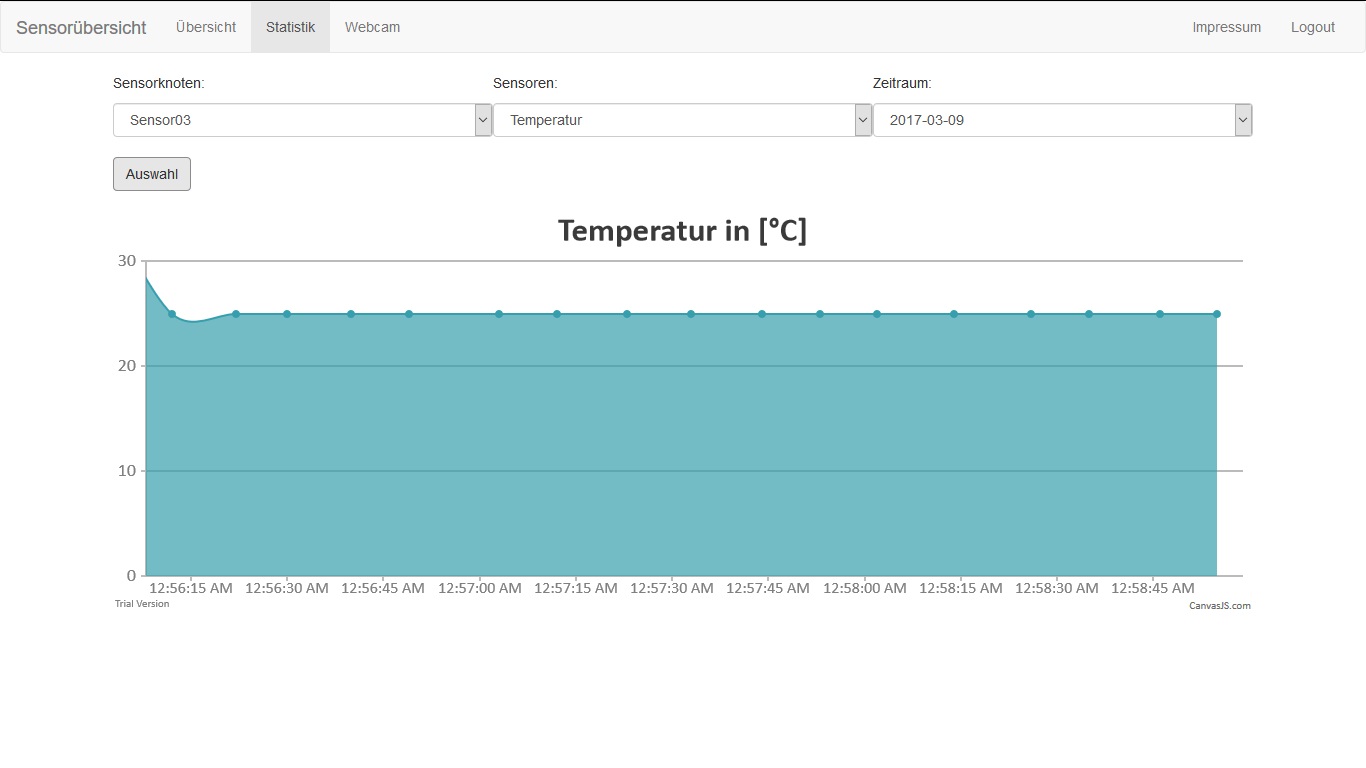 Sensorübersicht Übersicht Statistik Webcam Impressum Logout
Sensorknoten: Sensoren: Zeitraum:
Sensor03 Temperatur 2017-03-09
Auswahl
Temperatur in [°C]
30
20
10
0
12:56:15 AM 12:56:30 AM 12:56:45 AM 12:57:00 AM 12:57:15 AM 12:57:30 AM 12:57:45 AM 12:58:00 AM 12:58:15 AM 12:58:30 AM 12:58:45 AM
Trial Version CanvasJS.com